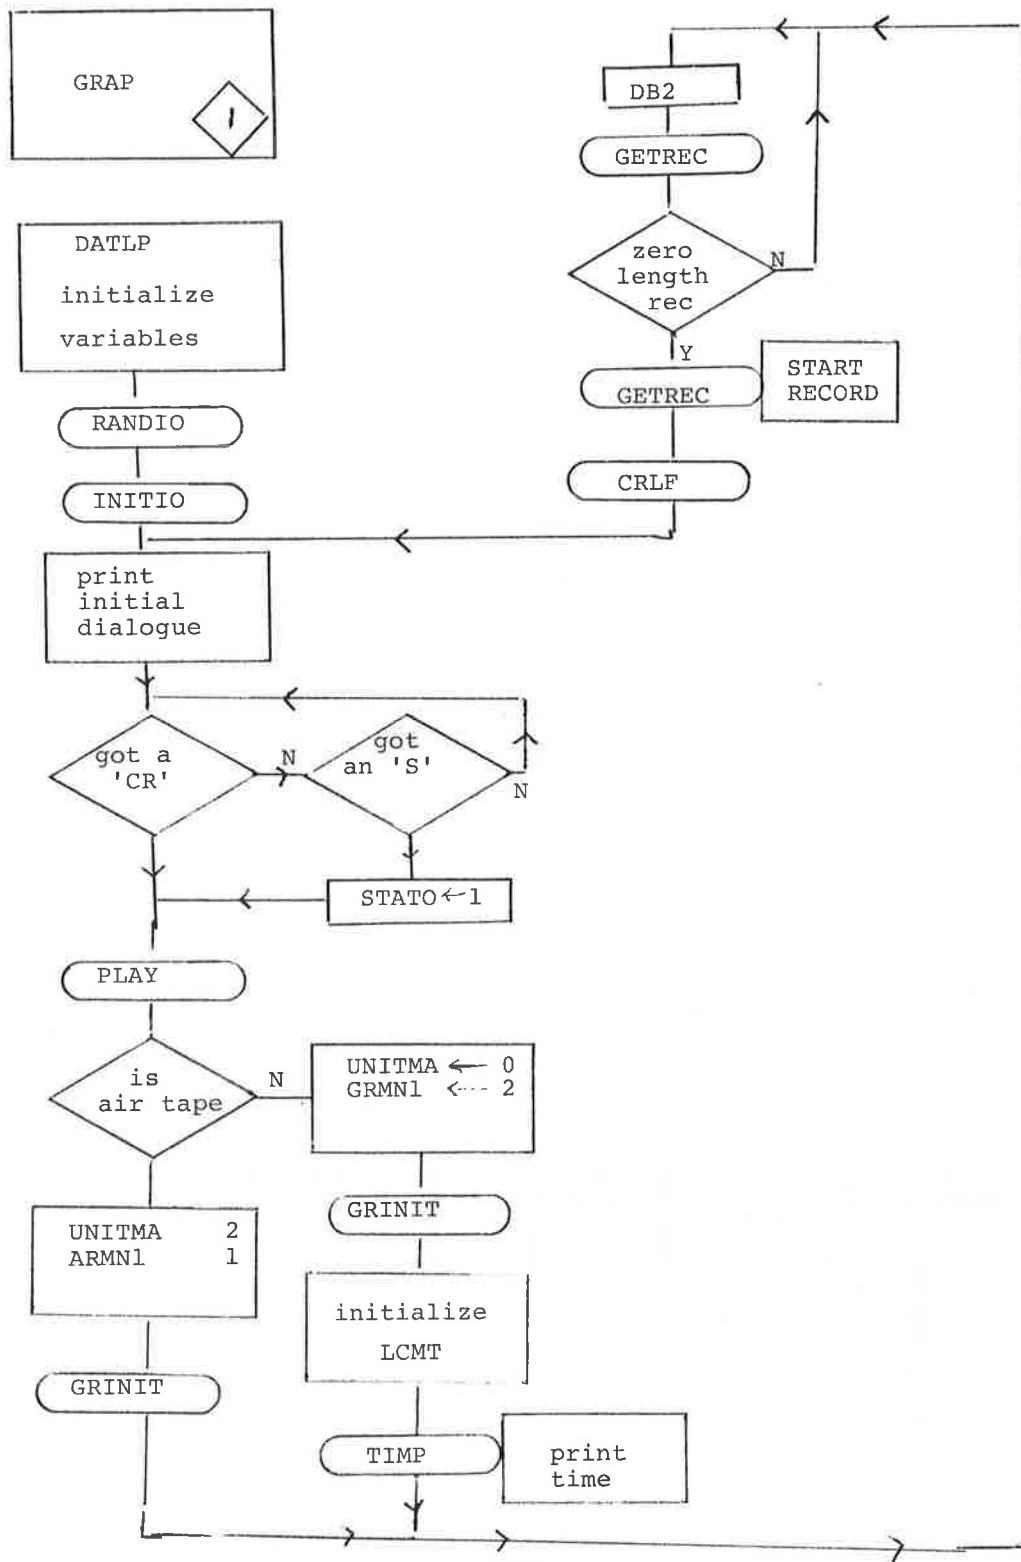 GRAP
1
DATLP
initialize
variables
RANDIO
INITIO
print
initial
dialogue
got a
'CR'
N
got
an 'S'
N
STATO ← 1
PLAY
is
air tape
N
UNITMA ← 0
GRMN1 ← 2
GRINIT
initialize
LCMT
TIMP
print
time
UNITMA 2
ARMN1 1
GRINIT
DB2
GETREC
zero
length
rec
N
Y
GETREC
START
RECORD
CRLF